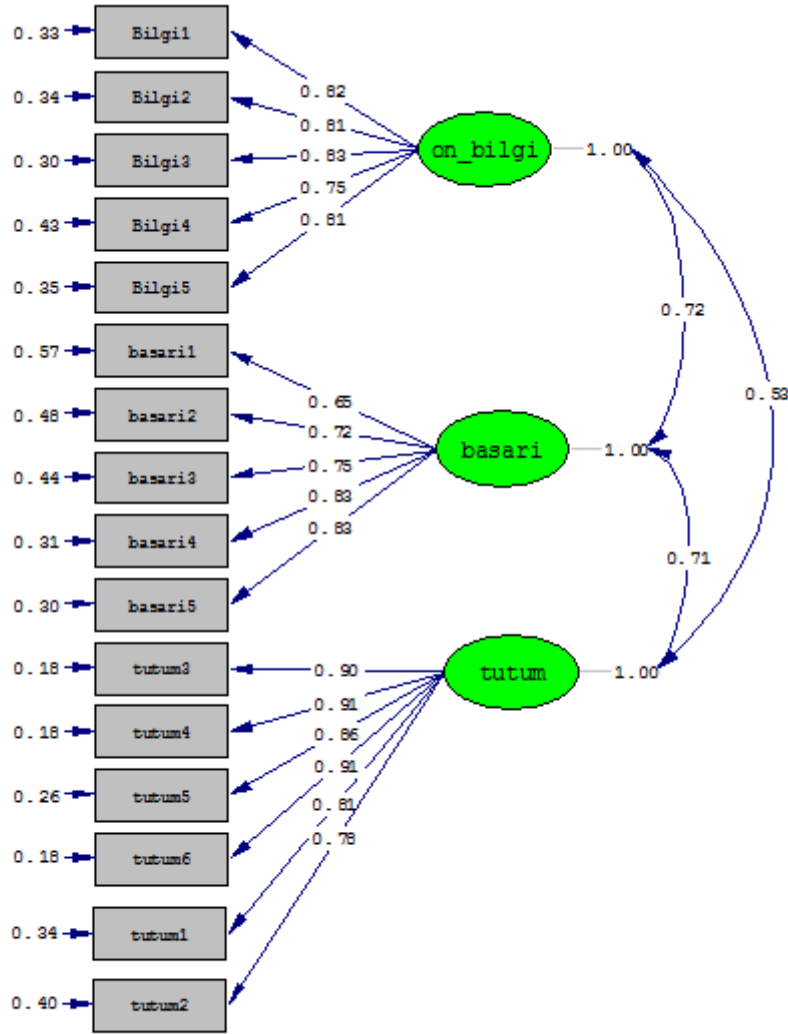 0.33 Bilgi1
0.82
0.34 Bilgi2
0.81
on_bilgi 1.00
0.30 Bilgi3
0.83
0.75
0.43 Bilgi4
0.81
0.35 Bilgi5
0.72
0.57 basari1
0.65
0.53
0.48 basari2
0.72
basari 1.00
0.44 basari3
0.75
0.83
0.31 basari4
0.83
0.71
0.30 basari5
0.18 tutum3
0.90
tutum 1.00
0.18 tutum4
0.91
0.86
0.26 tutum5
0.91
0.81
0.18 tutum6
0.78
0.34 tutum1
0.40 tutum2